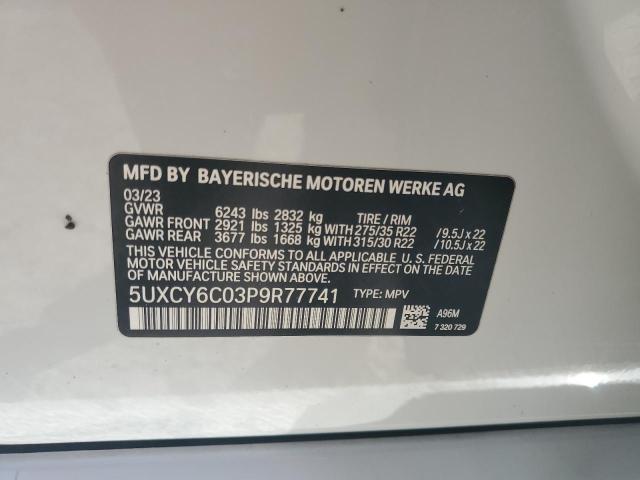 MFD BY BAYERISCHE MOTOREN WERKE AG
03/23
GVWR 6243 lbs 2832 kg TIRE / RIM
GAWR FRONT 2921 lbs 1325 kg WITH 275/35 R22 / 9.5J x 22
GAWR REAR 3677 lbs 1668 kg WITH 315/30 R22 / 10.5J x 22
THIS VEHICLE CONFORMS TO ALL APPLICABLE U. S. FEDERAL
MOTOR VEHICLE SAFETY STANDARDS IN EFFECT ON THE DATE
OF MANUFACTURE SHOWN ABOVE.
5UXCY6C03P9R77741 TYPE: MPV
A96M
7 320 729